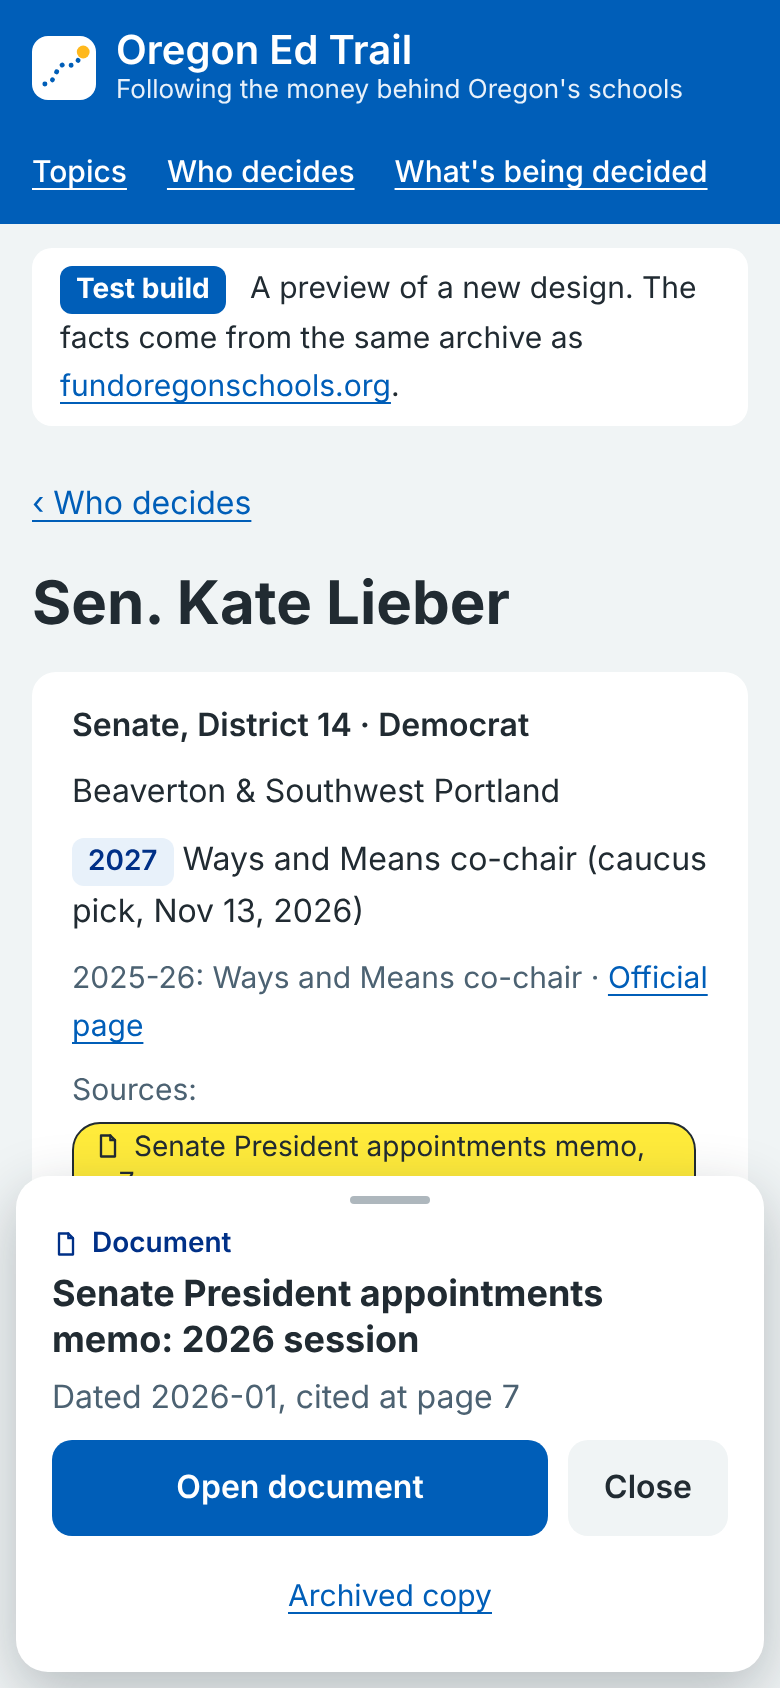 Oregon Ed Trail
Following the money behind Oregon's schools
Topics Who decides What's being decided
Test build A preview of a new design. The
facts come from the same archive as
fundoregonschools.org.
‹ Who decides
Sen. Kate Lieber
Senate, District 14 · Democrat
Beaverton & Southwest Portland
2027 Ways and Means co-chair (caucus
pick, Nov 13, 2026)
2025-26: Ways and Means co-chair · Official
page
Sources:
Senate President appointments memo,
Document
Senate President appointments
memo: 2026 session
Dated 2026-01, cited at page 7
Open document Close
Archived copy